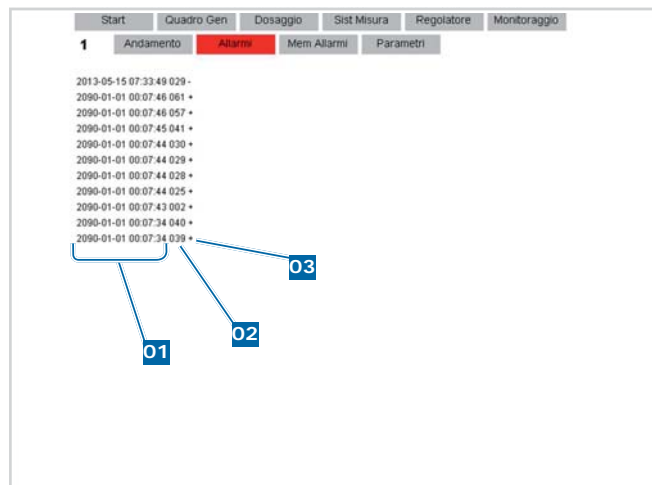 Start Quadro Gen Dosaggio Sist Misura Regolatore Monitoraggio
1 Andamento Allarmi Mem Allarmi Parametri
2013-05-15 07:33:49 029 -
2090-01-01 00:07:46 061 +
2090-01-01 00:07:46 057 +
2090-01-01 00:07:45 041 +
2090-01-01 00:07:44 030 +
2090-01-01 00:07:44 029 +
2090-01-01 00:07:44 028 +
2090-01-01 00:07:44 025 +
2090-01-01 00:07:43 002 +
2090-01-01 00:07:34 040 +
2090-01-01 00:07:34 039 +
03
02
01